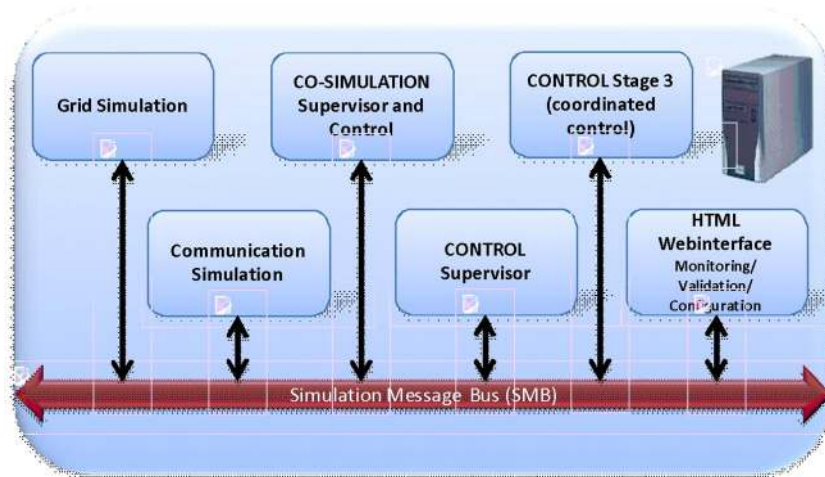 Grid Simulation
CO-SIMULATION
Supervisor and
Control
CONTROL Stage 3
(coordinated
control)
Communication
Simulation
CONTROL
Supervisor
HTML
Webinterface
Monitoring/
Validation/
Configuration
Simulation Message Bus (SMB)